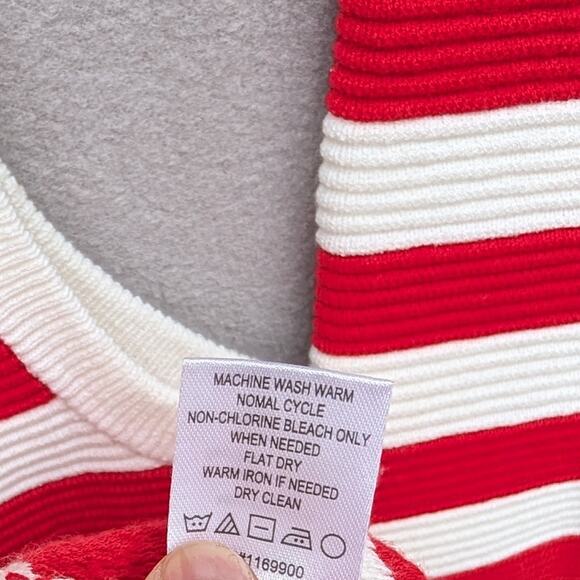 MACHINE WASH WARM
NOMAL CYCLE
NON-CHLORINE BLEACH ONLY
WHEN NEEDED
FLAT DRY
WARM IRON IF NEEDED
DRY CLEAN
#1169900